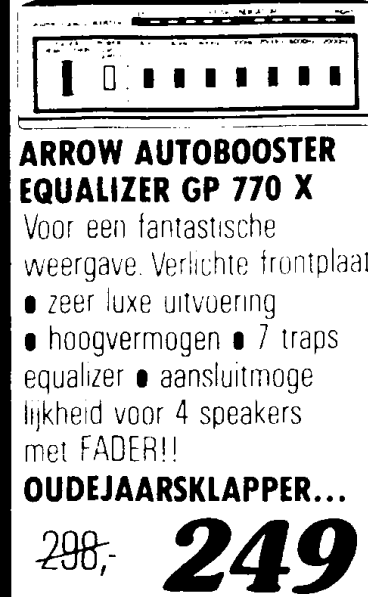 ARROW AUTOBOOSTER
EQUALIZER GP 770 X
Voor een fantastische
weergave. Verlichte frontplaat
● zeer luxe uitvoering
● hoogvermogen ● 7 traps
equalizer ● aansluitmoge
lijkheid voor 4 speakers
met FADER!!
OUDEJAARSKLAPPER...
298,- 249